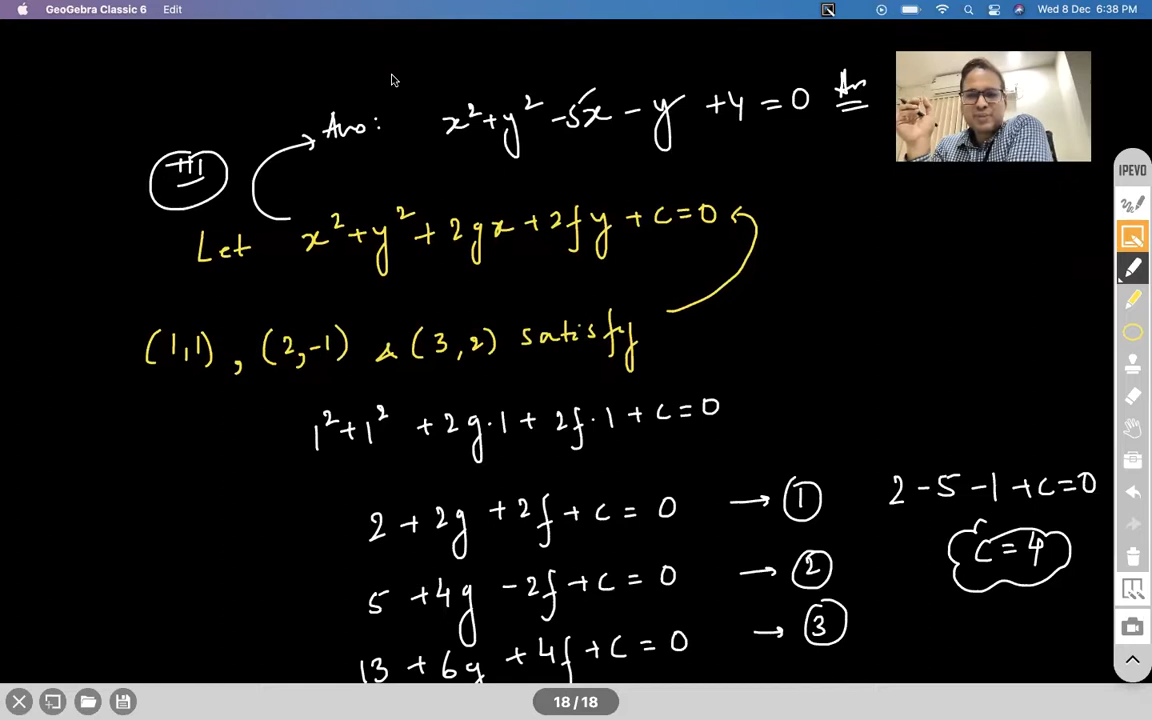 GeoGebra Classic 6 Edit Wed 8 Dec 6:38 PM
Ans: x²+y²-5x-y+4=0 Ans
IPEVO
H1
Let x²+y²+2gx+2fy+c=0
(1,1), (2,-1) & (3,2) satisfy
1²+1²+2g·1+2f·1+c=0
2+2g+2f+c=0 → ① 2-5-1+c=0
5+4g-2f+c=0 → ② c=4
13+6g+4f+c=0 → ③
18/18